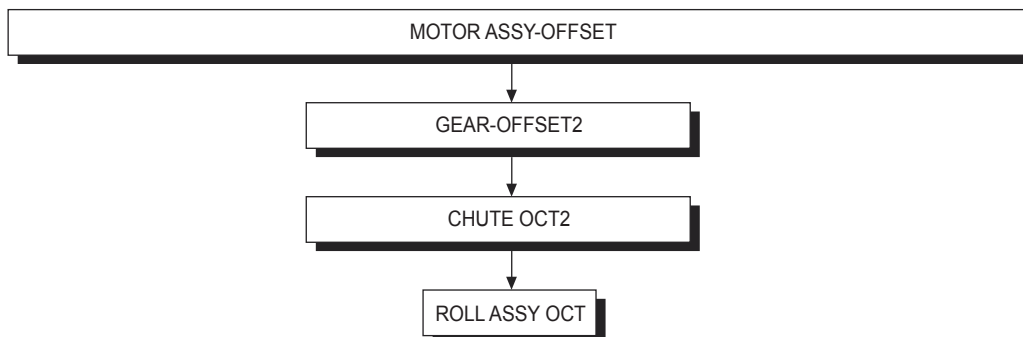 MOTOR ASSY-OFFSET
GEAR-OFFSET2
CHUTE OCT2
ROLL ASSY OCT